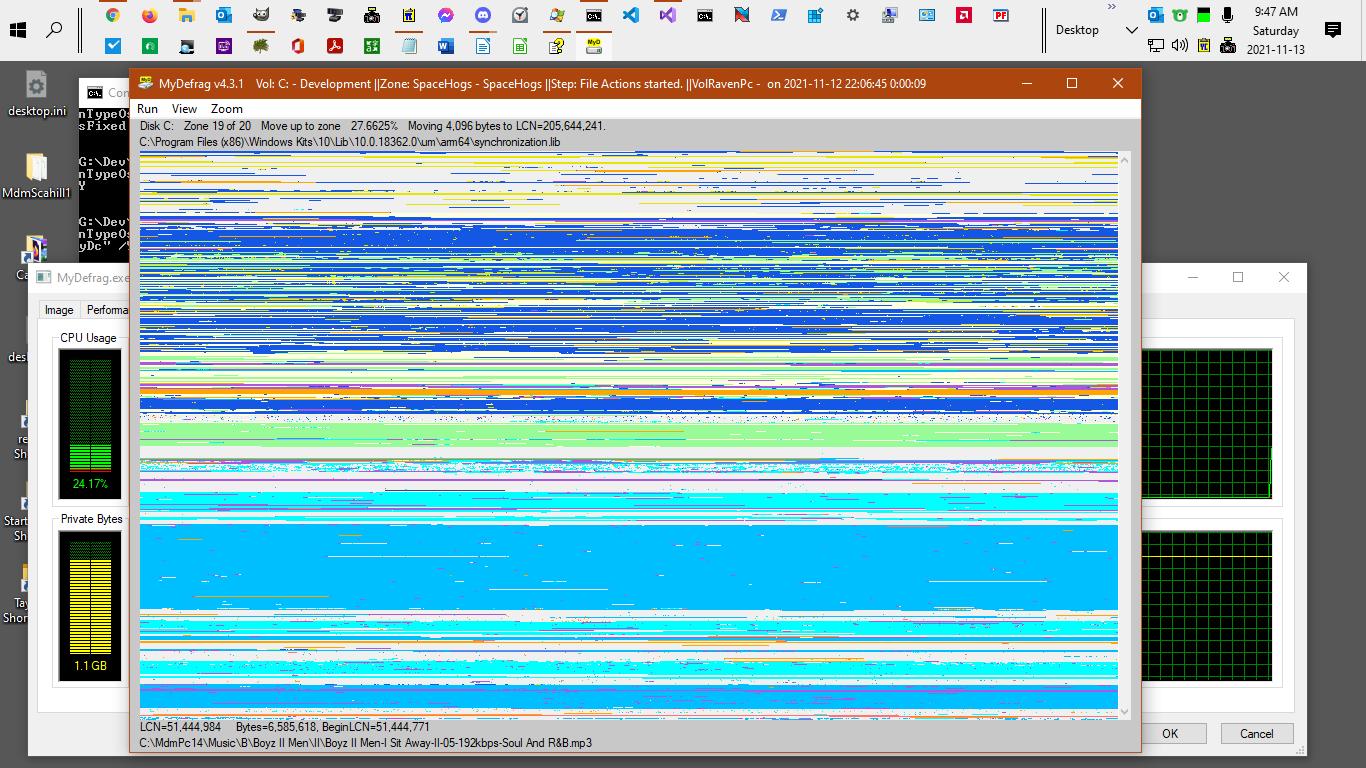 Desktop
»
9:47 AM
Saturday
2021-11-13
desktop.ini
MdmScahill1
Ca
des
re
Sh
Start
Sh
Tay
Shor
C:\.
Con
nTypeOs
sFixed
G:\Dev\
nTypeOs
Y
G:\Dev\
nTypeOs
yDc" /
MyD
MyDefrag v4.3.1 Vol: C: - Development ||Zone: SpaceHogs - SpaceHogs ||Step: File Actions started. ||VolRavenPc - on 2021-11-12 22:06:45 0:00:09
Run View Zoom
Disk C: Zone 19 of 20 Move up to zone 27.6625% Moving 4,096 bytes to LCN=205,644,241.
C:\Program Files (x86)\Windows Kits\10\Lib\10.0.18362.0\um\arm64\synchronization.lib
LCN=51,444,984 Bytes=6,585,618, BeginLCN=51,444,771
C:\MdmPc14\Music\B\Boyz II Men\II\Boyz II Men-I Sit Away-II-05-192kbps-Soul And R&B.mp3
MyDefrag.exe
Image Performa
CPU Usage
24.17%
Private Bytes
1.1 GB
OK Cancel